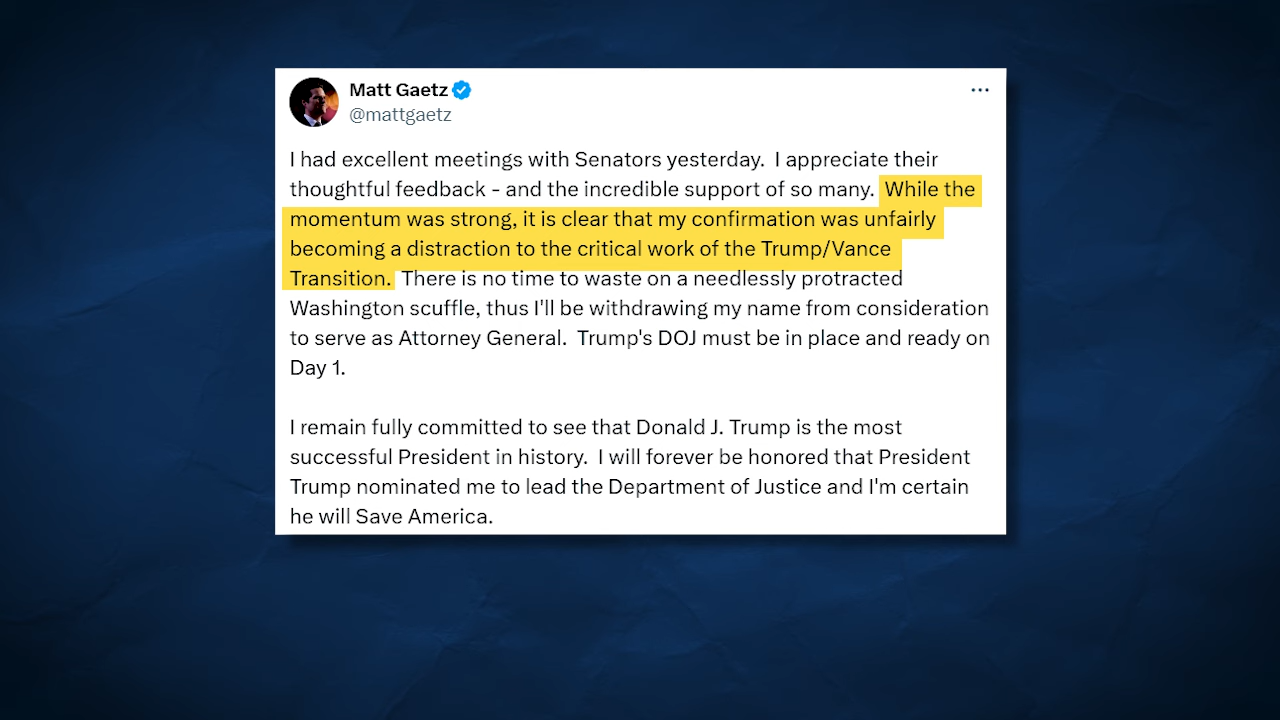 Matt Gaetz
@mattgaetz
I had excellent meetings with Senators yesterday.  I appreciate their
thoughtful feedback - and the incredible support of so many.  While the
momentum was strong, it is clear that my confirmation was unfairly
becoming a distraction to the critical work of the Trump/Vance
Transition.  There is no time to waste on a needlessly protracted
Washington scuffle, thus I'll be withdrawing my name from consideration
to serve as Attorney General.  Trump's DOJ must be in place and ready on
Day 1.
I remain fully committed to see that Donald J. Trump is the most
successful President in history.  I will forever be honored that President
Trump nominated me to lead the Department of Justice and I'm certain
he will Save America.